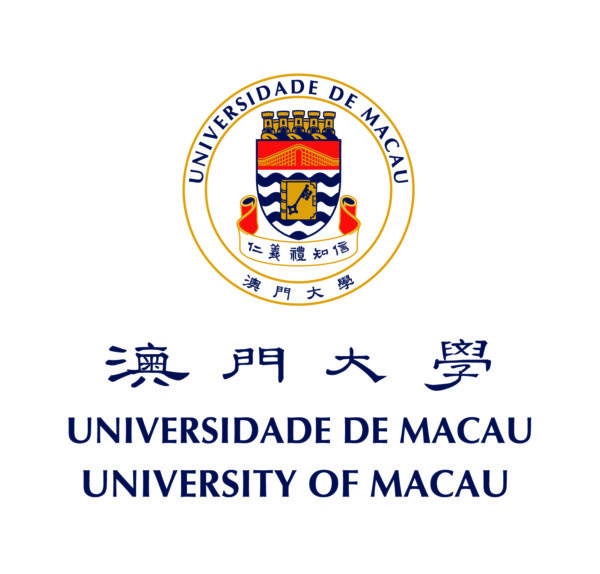 UNIVERSIDADE DE MACAU
仁義禮知信
澳門大學
澳門大學
UNIVERSIDADE DE MACAU
UNIVERSITY OF MACAU